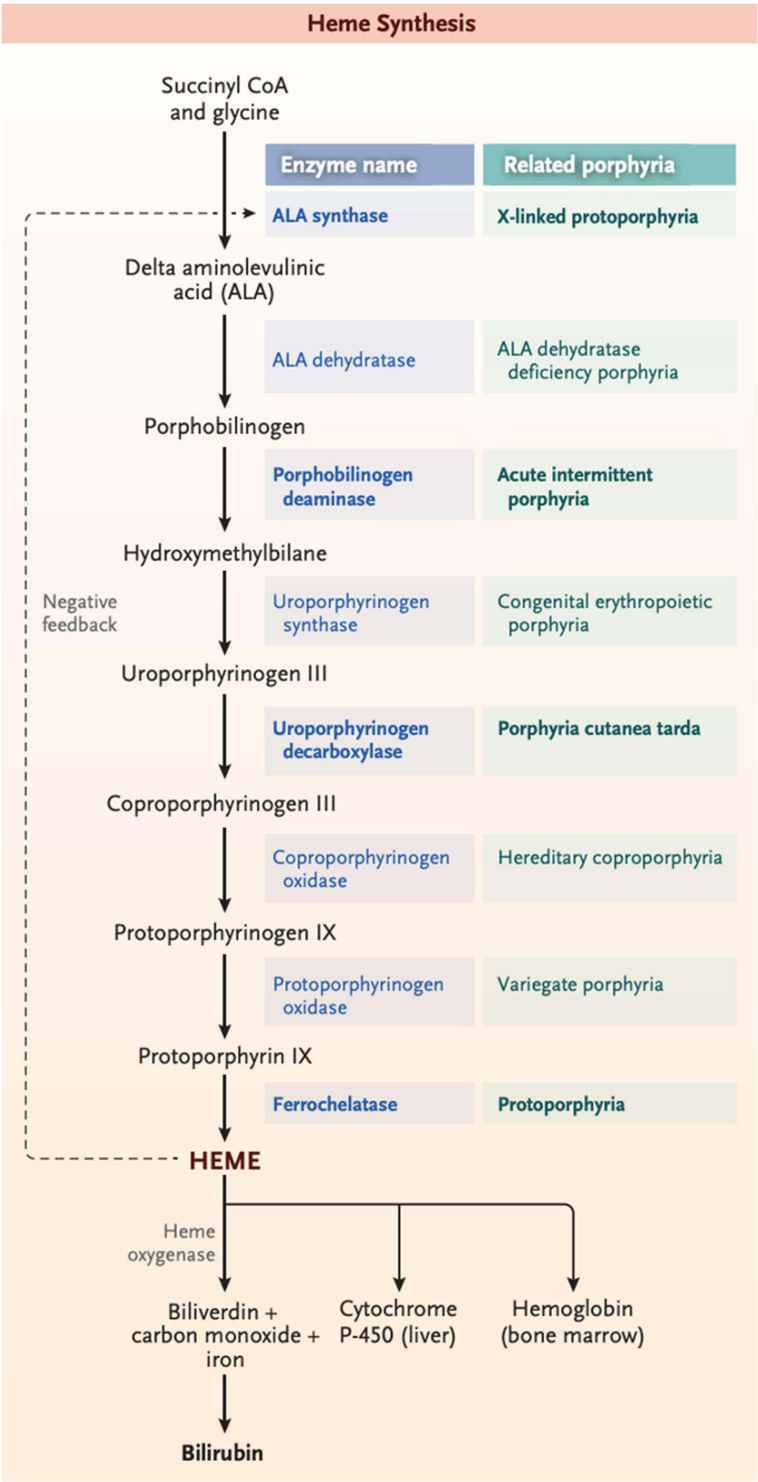 Heme Synthesis
Succinyl CoA
and glycine
Enzyme name
Related porphyria
ALA synthase
X-linked protoporphyria
Delta aminolevulinic
acid (ALA)
ALA dehydratase
ALA dehydratase
deficiency porphyria
Porphobilinogen
Porphobilinogen
deaminase
Acute intermittent
porphyria
Hydroxymethylbilane
Negative
feedback
Uroporphyrinogen
synthase
Congenital erythropoietic
porphyria
Uroporphyrinogen III
Uroporphyrinogen
decarboxylase
Porphyria cutanea tarda
Coproporphyrinogen III
Coproporphyrinogen
oxidase
Hereditary coproporphyria
Protoporphyrinogen IX
Protoporphyrinogen
oxidase
Variegate porphyria
Protoporphyrin IX
Ferrochelatase
Protoporphyria
HEME
Heme
oxygenase
Biliverdin +
carbon monoxide +
iron
Cytochrome
P-450 (liver)
Hemoglobin
(bone marrow)
Bilirubin